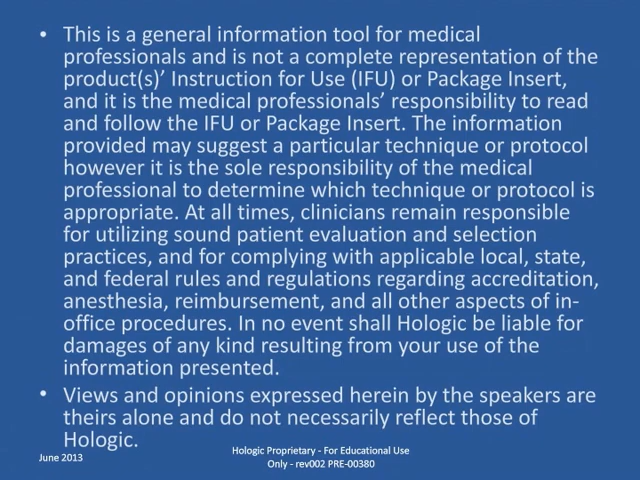 • This is a general information tool for medical
professionals and is not a complete representation of the
product(s)’ Instruction for Use (IFU) or Package Insert,
and it is the medical professionals’ responsibility to read
and follow the IFU or Package Insert. The information
provided may suggest a particular technique or protocol
however it is the sole responsibility of the medical
professional to determine which technique or protocol is
appropriate. At all times, clinicians remain responsible
for utilizing sound patient evaluation and selection
practices, and for complying with applicable local, state,
and federal rules and regulations regarding accreditation,
anesthesia, reimbursement, and all other aspects of in-
office procedures. In no event shall Hologic be liable for
damages of any kind resulting from your use of the
information presented.
• Views and opinions expressed herein by the speakers are
theirs alone and do not necessarily reflect those of
Hologic.
June 2013
Hologic Proprietary - For Educational Use
Only - rev002 PRE-00380